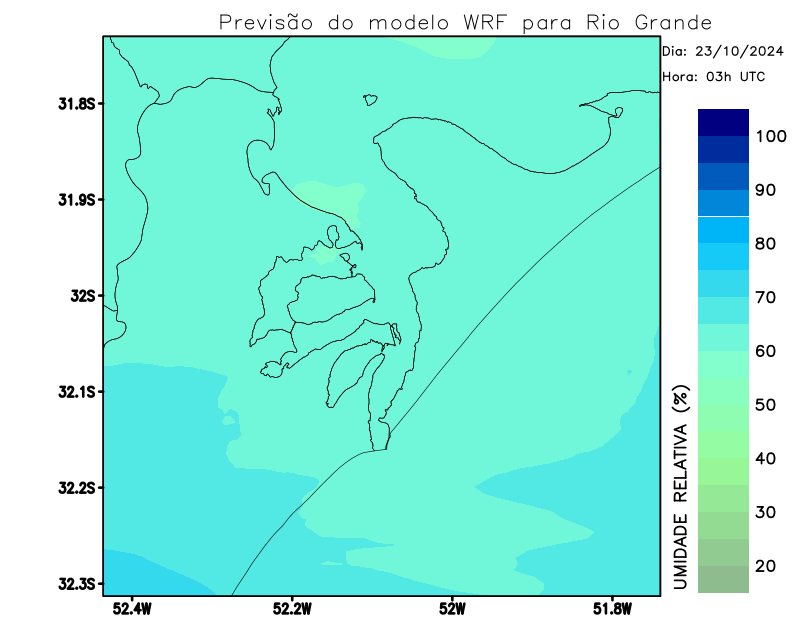 Previsão do modelo WRF para Rio Grande
Dia: 23/10/2024
Hora: 03h UTC
31.8S
31.9S
32S
32.1S
32.2S
32.3S
52.4W
52.2W
52W
51.8W
100
90
80
70
60
50
40
30
20
UMIDADE RELATIVA (%)